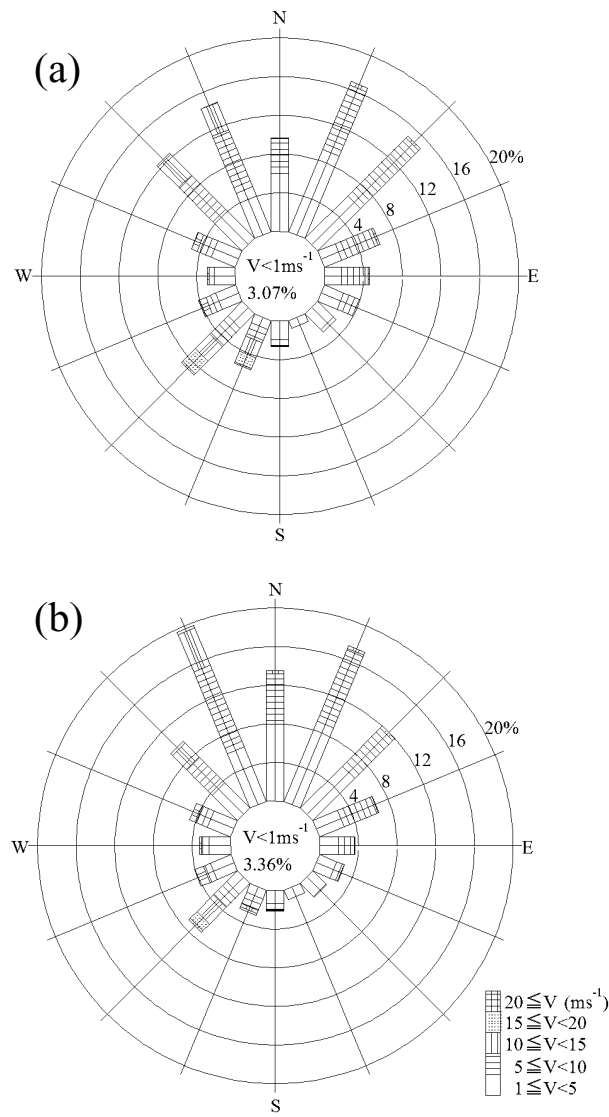 (a)
N
20%
16
12
8
4
W
V<1ms⁻¹
3.07%
E
S
(b)
N
20%
16
12
8
4
W
V<1ms⁻¹
3.36%
E
S
20≦V (ms⁻¹)
15≦V<20
10≦V<15
5≦V<10
1≦V<5